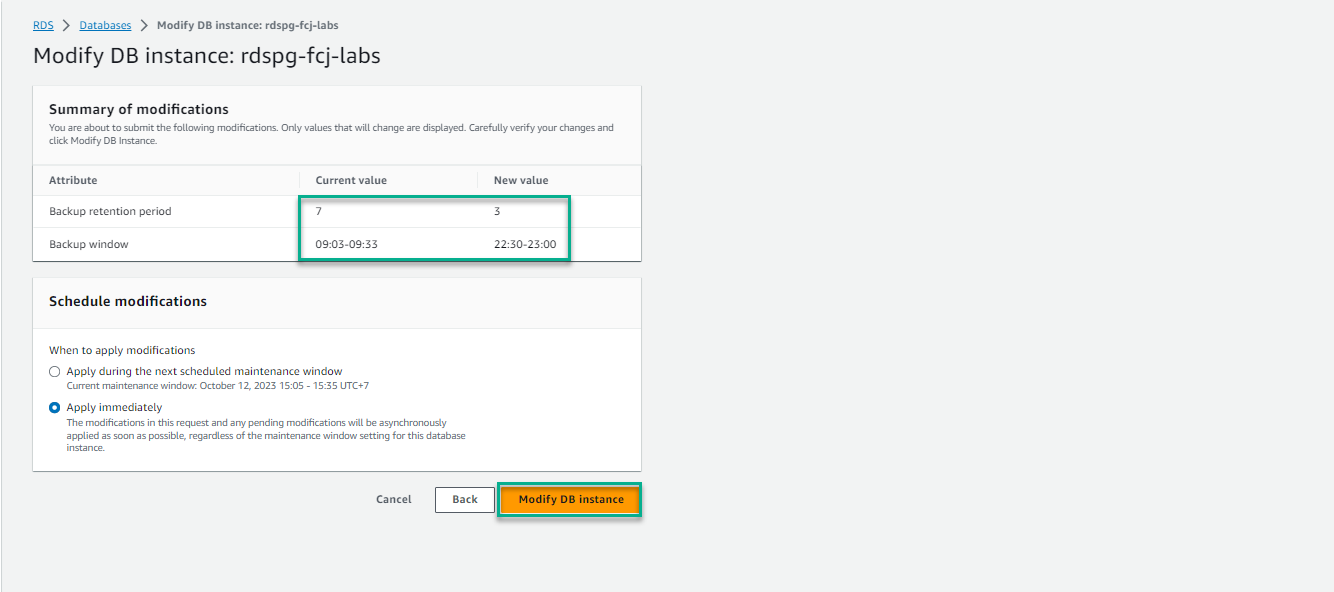 RDS > Databases > Modify DB instance: rdspg-fcj-labs
Modify DB instance: rdspg-fcj-labs
Summary of modifications
You are about to submit the following modifications. Only values that will change are displayed. Carefully verify your changes and
click Modify DB Instance.
Attribute Current value New value
Backup retention period 7 3
Backup window 09:03-09:33 22:30-23:00
Schedule modifications
When to apply modifications
Apply during the next scheduled maintenance window
Current maintenance window: October 12, 2023 15:05 - 15:35 UTC+7
Apply immediately
The modifications in this request and any pending modifications will be asynchronously
applied as soon as possible, regardless of the maintenance window setting for this database
instance.
Cancel Back Modify DB instance